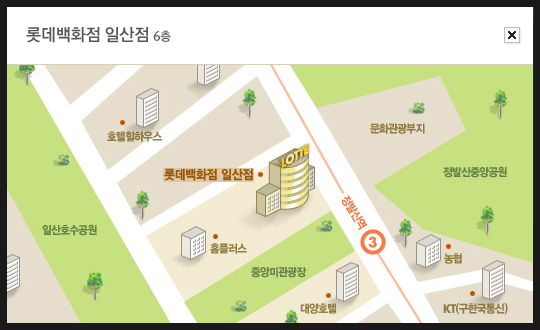 롯데백화점 일산점 6층
호텔힐하우스
문화관광부지
LOTTE
롯데백화점 일산점
정발산중앙공원
정발산역
일산호수공원
3
홈플러스
농협
중앙미관광장
대양호텔
KT(구한국통신)